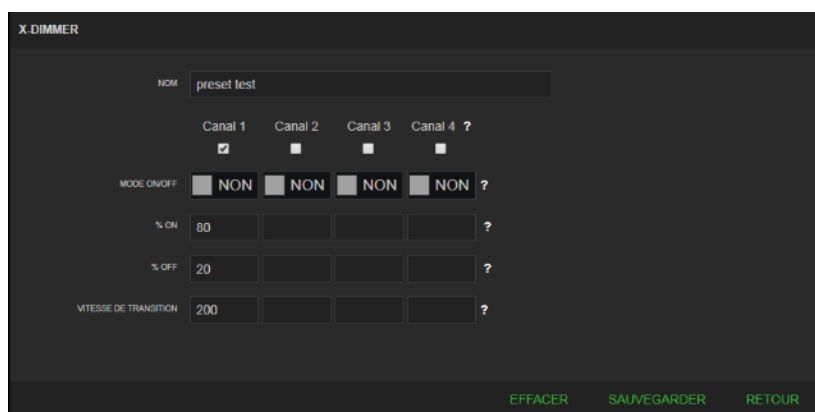 X-DIMMER
NOM preset test
Canal 1 Canal 2 Canal 3 Canal 4 ?
MODE ON/OFF NON NON NON NON ?
% ON 80 ?
% OFF 20 ?
VITESSE DE TRANSITION 200 ?
EFFACER SAUVEGARDER RETOUR